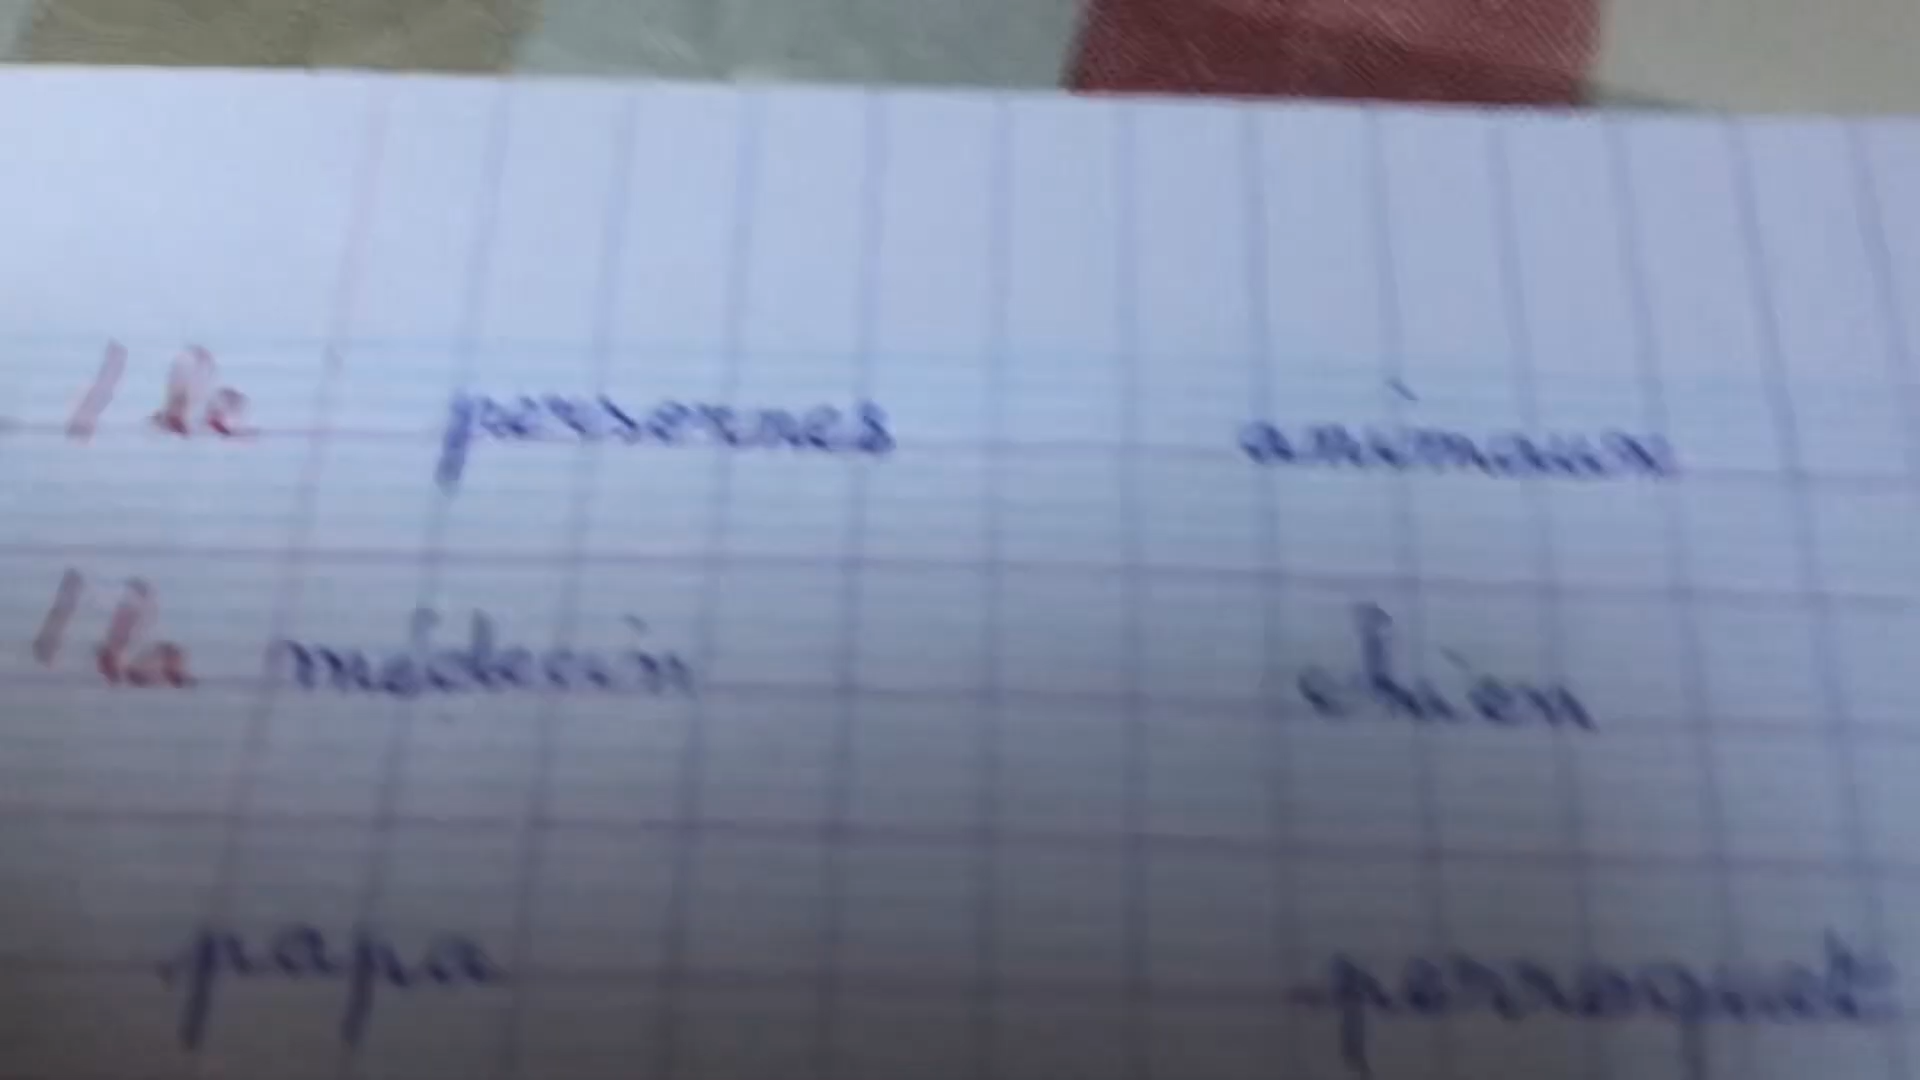 / le personnes animaux
/ la médecin chien
papa perroquet